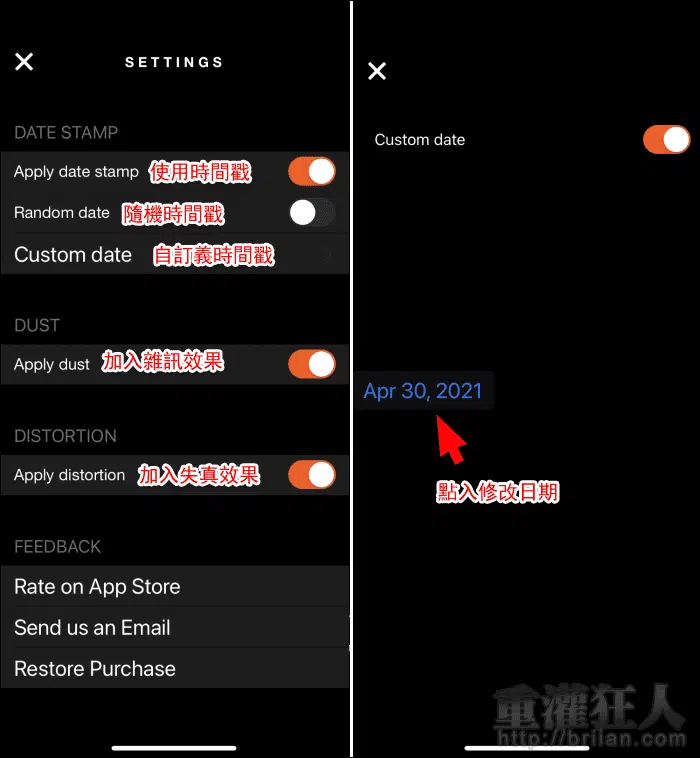 SETTINGS
DATE STAMP
Apply date stamp 使用時間戳
Random date 隨機時間戳
Custom date 自訂義時間戳
DUST
Apply dust 加入雜訊效果
DISTORTION
Apply distortion 加入失真效果
FEEDBACK
Rate on App Store
Send us an Email
Restore Purchase
Custom date
Apr 30, 2021
點入修改日期
重灌狂人
http://briian.com